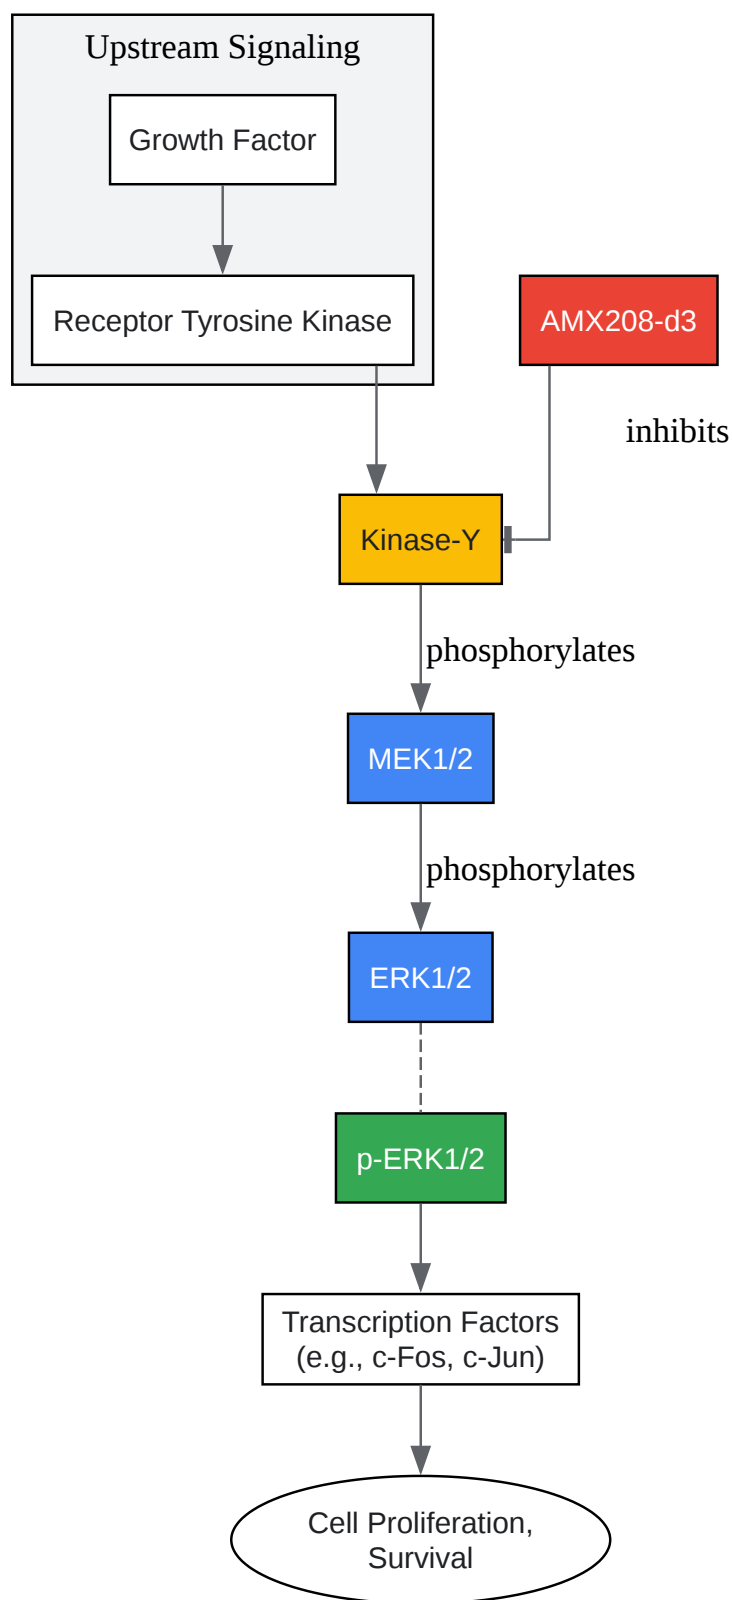 Upstream Signaling
Growth Factor
Receptor Tyrosine Kinase
AMX208-d3
inhibits
Kinase-Y
phosphorylates
MEK1/2
phosphorylates
ERK1/2
p-ERK1/2
Transcription Factors
(e.g., c-Fos, c-Jun)
Cell Proliferation,
Survival